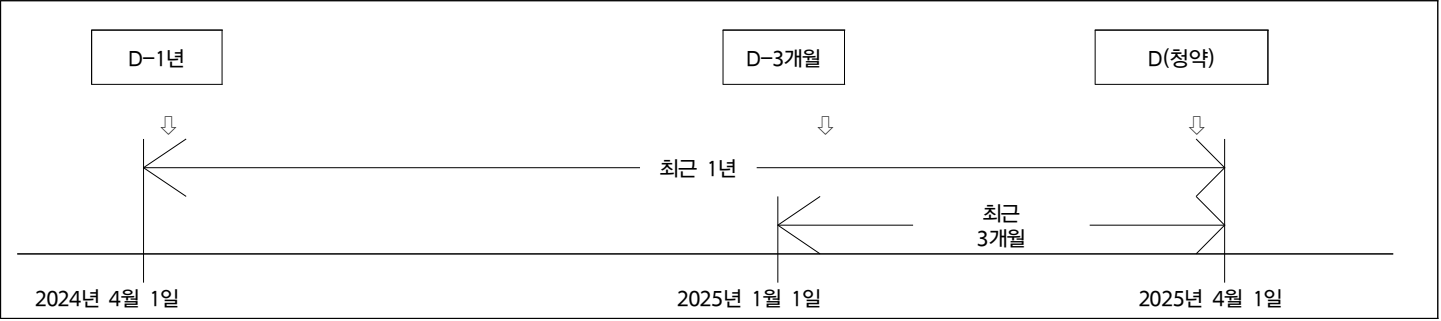 D-1년
D-3개월
D(청약)
⇩
⇩
⇩
최근 1년
최근
3개월
2024년 4월 1일
2025년 1월 1일
2025년 4월 1일